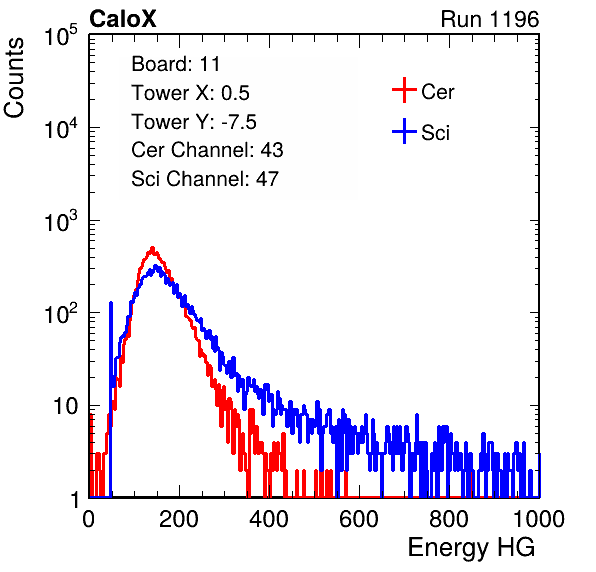 CaloX Run 1196
Counts
10^5
10^4
10^3
10^2
10
1
Board: 11
Tower X: 0.5
Tower Y: -7.5
Cer Channel: 43
Sci Channel: 47
Cer
Sci
0 200 400 600 800 1000
Energy HG